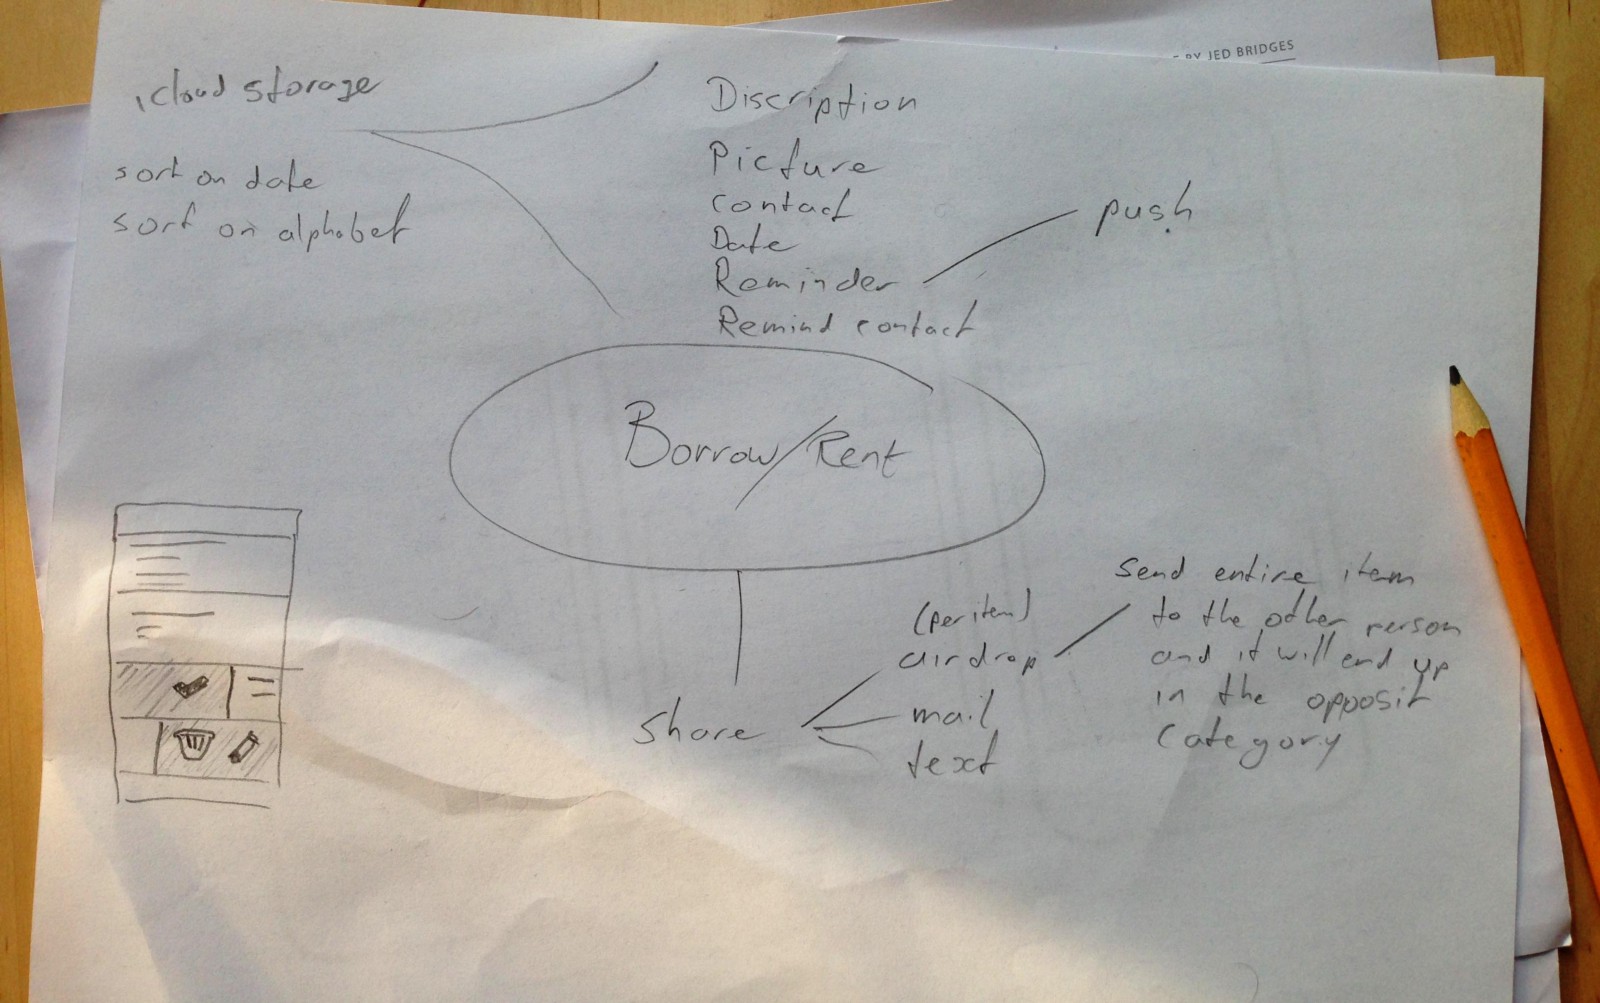 BY JED BRIDGES
icloud storage
sort on date
sort on alphabet
Discription
Picture
contact
Date
Reminder
Remind contact
push
Borrow/Rent
share
(per item)
airdrop
mail
text
send entire item
to the other person
and it will end up
in the opposit
category